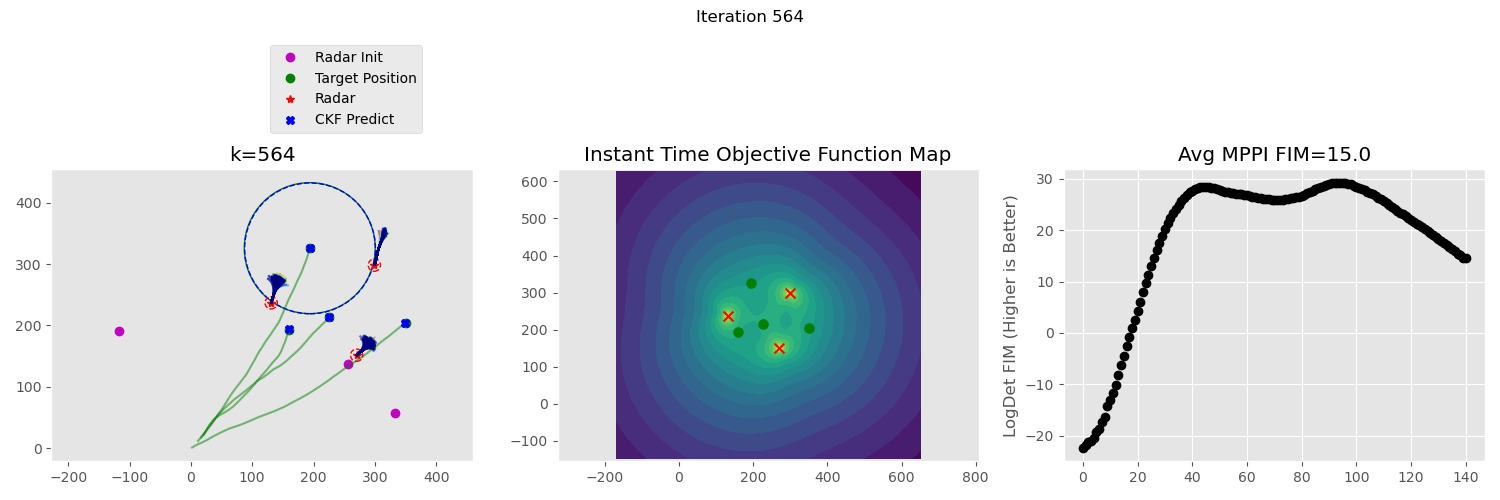 Iteration 564
Radar Init
Target Position
Radar
CKF Predict
k=564
400
300
200
100
0
−200 −100 0 100 200 300 400
Instant Time Objective Function Map
600
500
400
300
200
100
0
−100
−200 0 200 400 600 800
Avg MPPI FIM=15.0
LogDet FIM (Higher is Better)
30
20
10
0
−10
−20
0 20 40 60 80 100 120 140